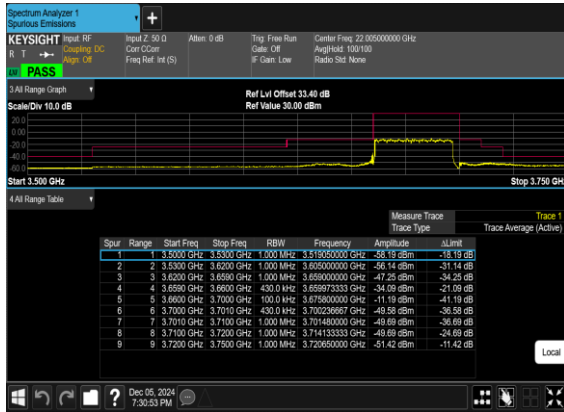 Spectrum Analyzer 1
Spurious Emissions
+
KEYSIGHT Input: RF Input Z: 50 Ω Atten: 0 dB Trig: Free Run Center Freq: 22.005000000 GHz
R T Coupling: DC Corr CCorr Gate: Off Avg|Hold: 100/100
Align: Off Freq Ref: Int (S) IF Gain: Low Radio Std: None
PASS
3 All Range Graph Ref Lvl Offset 33.40 dB
Scale/Div 10.0 dB Ref Value 30.00 dBm
20.0
0.00
-20.0
-40.0
-60.0
Start 3.500 GHz Stop 3.750 GHz
4 All Range Table
Measure Trace Trace 1
Trace Type Trace Average (Active)
Spur Range Start Freq Stop Freq RBW Frequency Amplitude ΔLimit
1 1 3.5000 GHz 3.5300 GHz 1.000 MHz 3.519050000 GHz -58.19 dBm -18.19 dB
2 2 3.5300 GHz 3.6200 GHz 1.000 MHz 3.605000000 GHz -56.14 dBm -31.14 dB
3 3 3.6200 GHz 3.6590 GHz 1.000 MHz 3.659000000 GHz -47.25 dBm -34.25 dB
4 4 3.6590 GHz 3.6600 GHz 430.0 kHz 3.659973333 GHz -34.09 dBm -21.09 dB
5 5 3.6600 GHz 3.7000 GHz 100.0 kHz 3.675800000 GHz -11.19 dBm -41.19 dB
6 6 3.7000 GHz 3.7010 GHz 430.0 kHz 3.700236667 GHz -49.58 dBm -36.58 dB
7 7 3.7010 GHz 3.7100 GHz 1.000 MHz 3.701480000 GHz -49.69 dBm -36.69 dB
8 8 3.7100 GHz 3.7200 GHz 1.000 MHz 3.714133333 GHz -49.69 dBm -24.69 dB
9 9 3.7200 GHz 3.7500 GHz 1.000 MHz 3.720650000 GHz -51.42 dBm -11.42 dB
Local
? Dec 05, 2024
7:30:53 PM